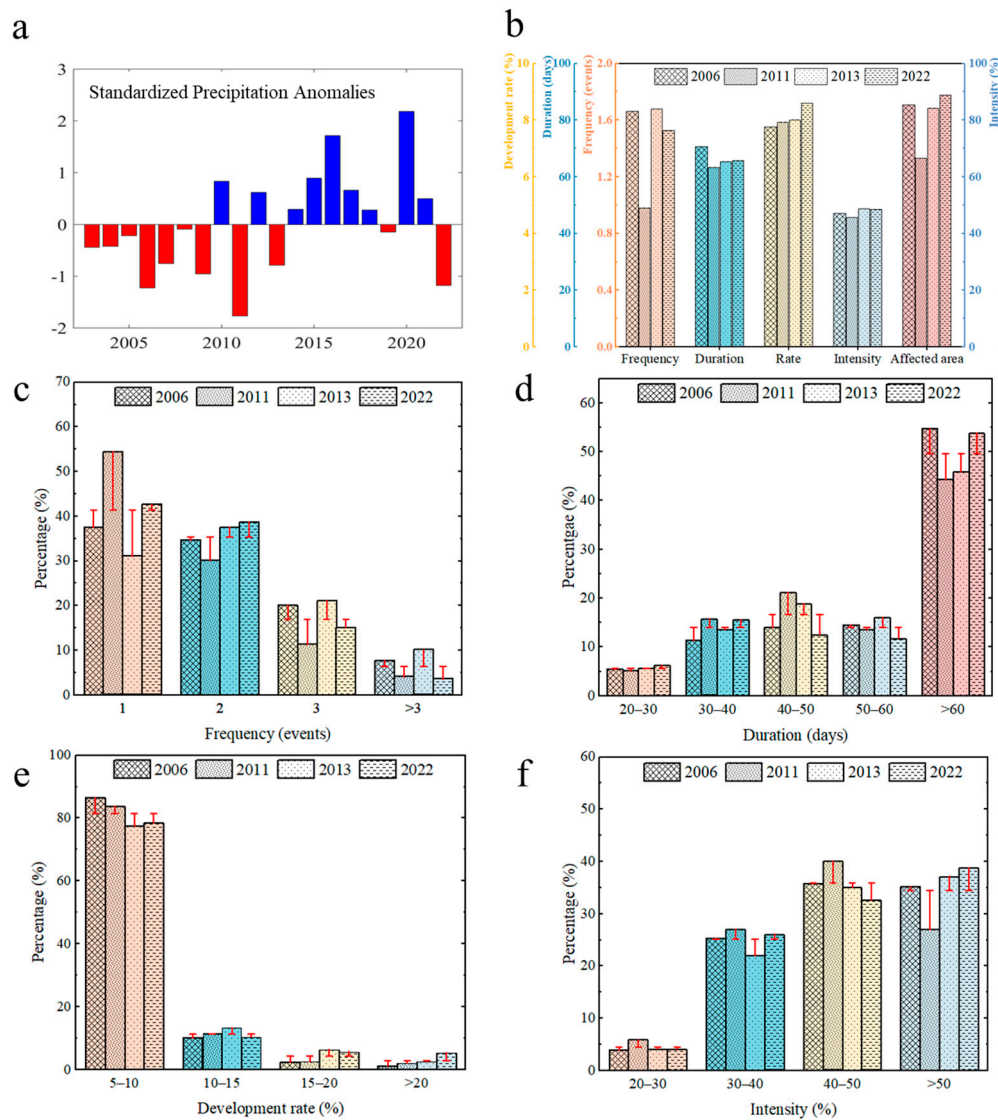 a
3
2
1
0
-1
-2
Standardized Precipitation Anomalies
2005
2010
2015
2020
b
Development rate (%)
10
8
6
4
2
0
Duration (days)
100
80
60
40
20
0
Frequency (events)
2.0
1.6
1.2
0.8
0.4
0.0
2006 2011 2013 2022
Intensity (%)
100
80
60
40
20
0
Frequency Duration Rate Intensity Affected area
c
Percentage (%)
70
60
50
40
30
20
10
0
2006 2011 2013 2022
1 2 3 >3
Frequency (events)
d
Percentgae (%)
60
50
40
30
20
10
0
2006 2011 2013 2022
20–30 30–40 40–50 50–60 >60
Duration (days)
e
Percentage (%)
100
80
60
40
20
0
2006 2011 2013 2022
5–10 10–15 15–20 >20
Development rate (%)
f
Percentage (%)
60
50
40
30
20
10
0
2006 2011 2013 2022
20–30 30–40 40–50 >50
Intensity (%)